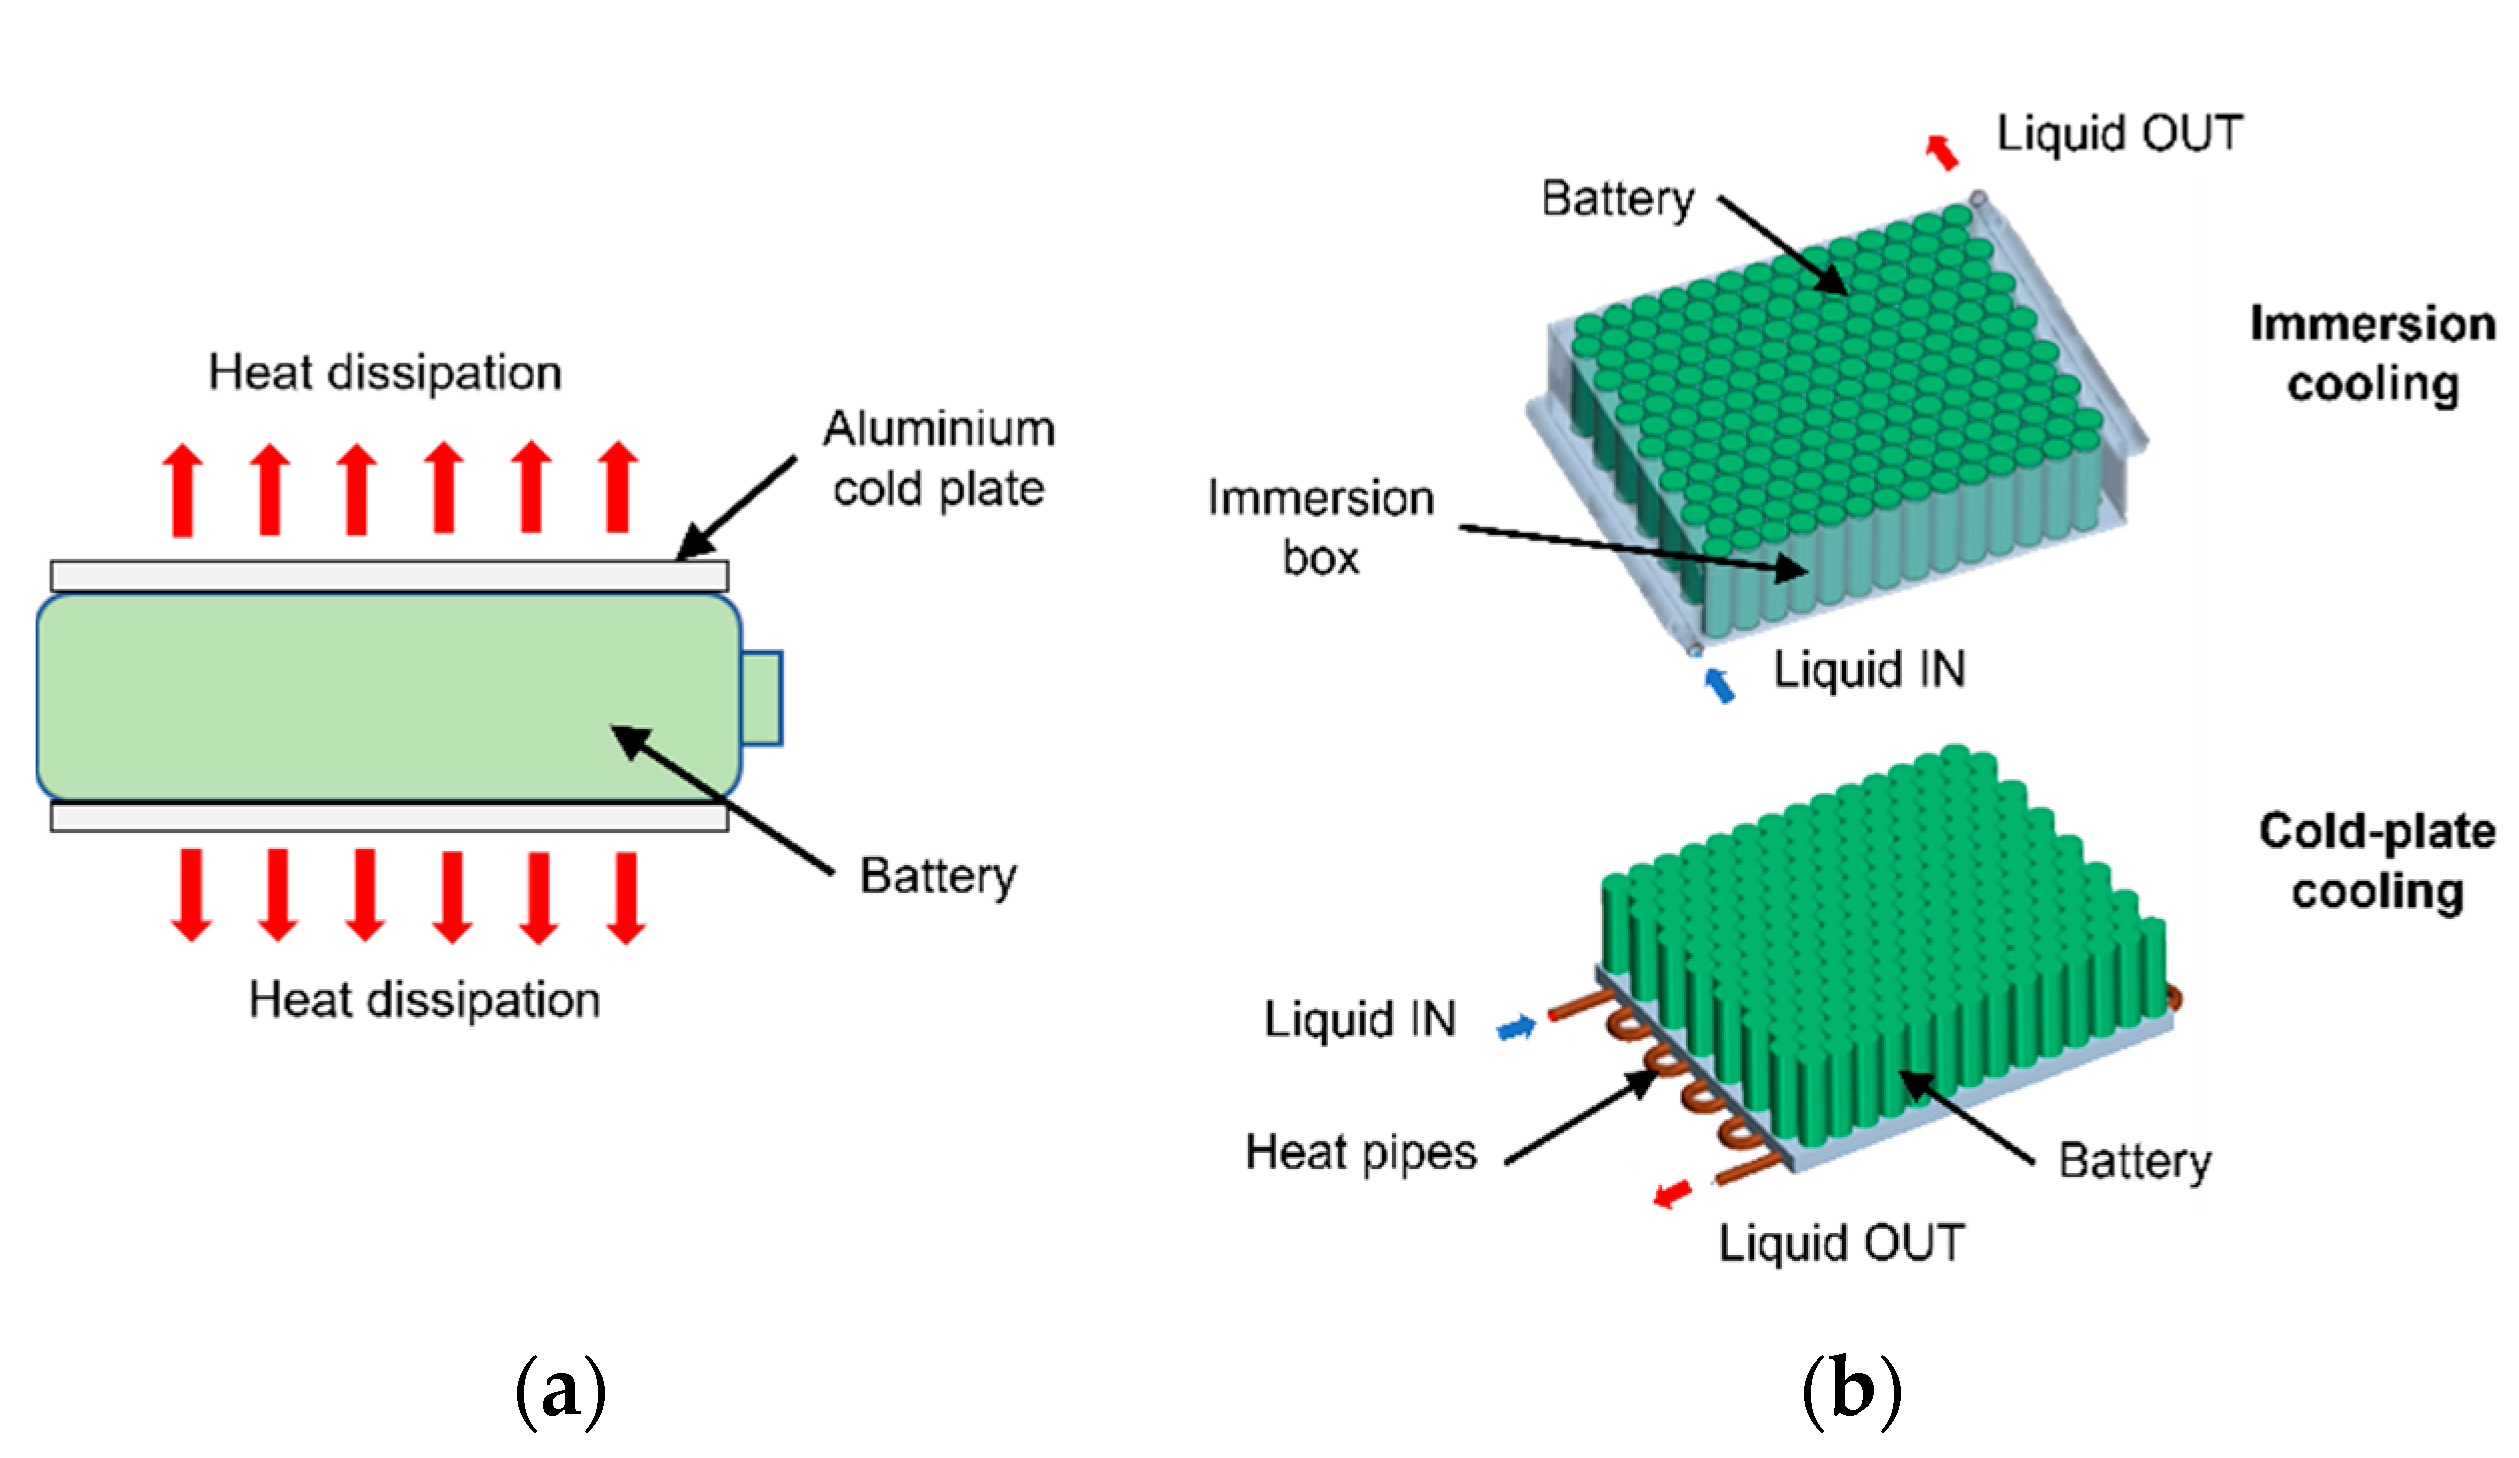 Heat dissipation
Aluminium
cold plate
Battery
Heat dissipation
(a)
Liquid OUT
Battery
Immersion
cooling
Immersion
box
Liquid IN
Cold-plate
cooling
Liquid IN
Heat pipes
Battery
Liquid OUT
(b)